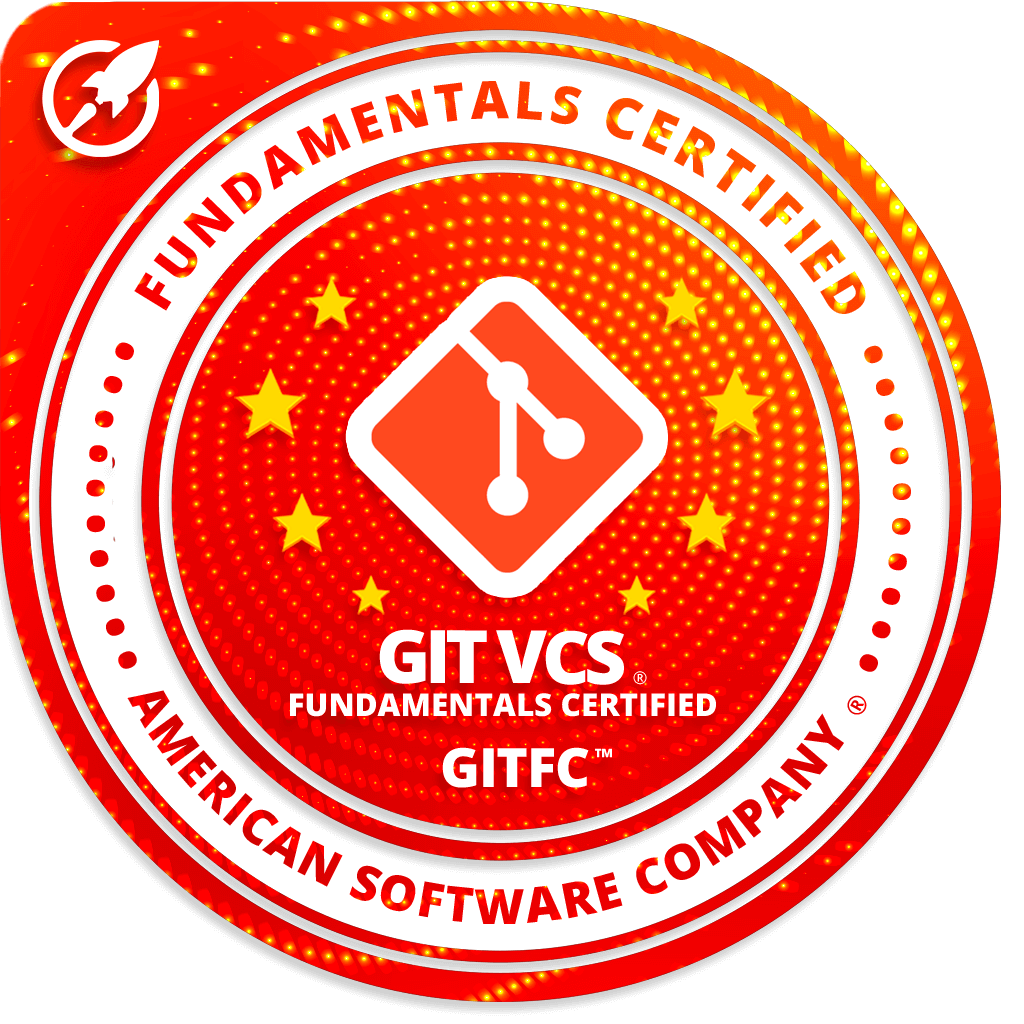 FUNDAMENTALS CERTIFIED
GIT VCS ®
FUNDAMENTALS CERTIFIED
GITFC™
AMERICAN SOFTWARE COMPANY ®